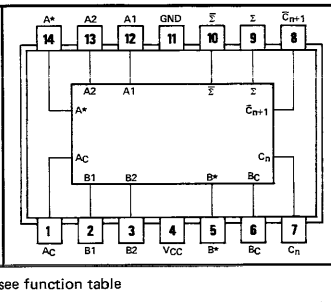 A* A2 A1 GND Σ̅ Σ C̅n+1
14 13 12 11 10 9 8
A2 A1 Σ̅ Σ
A* C̅n+1
AC Cn
B1 B2 B* BC
1 2 3 4 5 6 7
AC B1 B2 VCC B* BC Cn
see function table